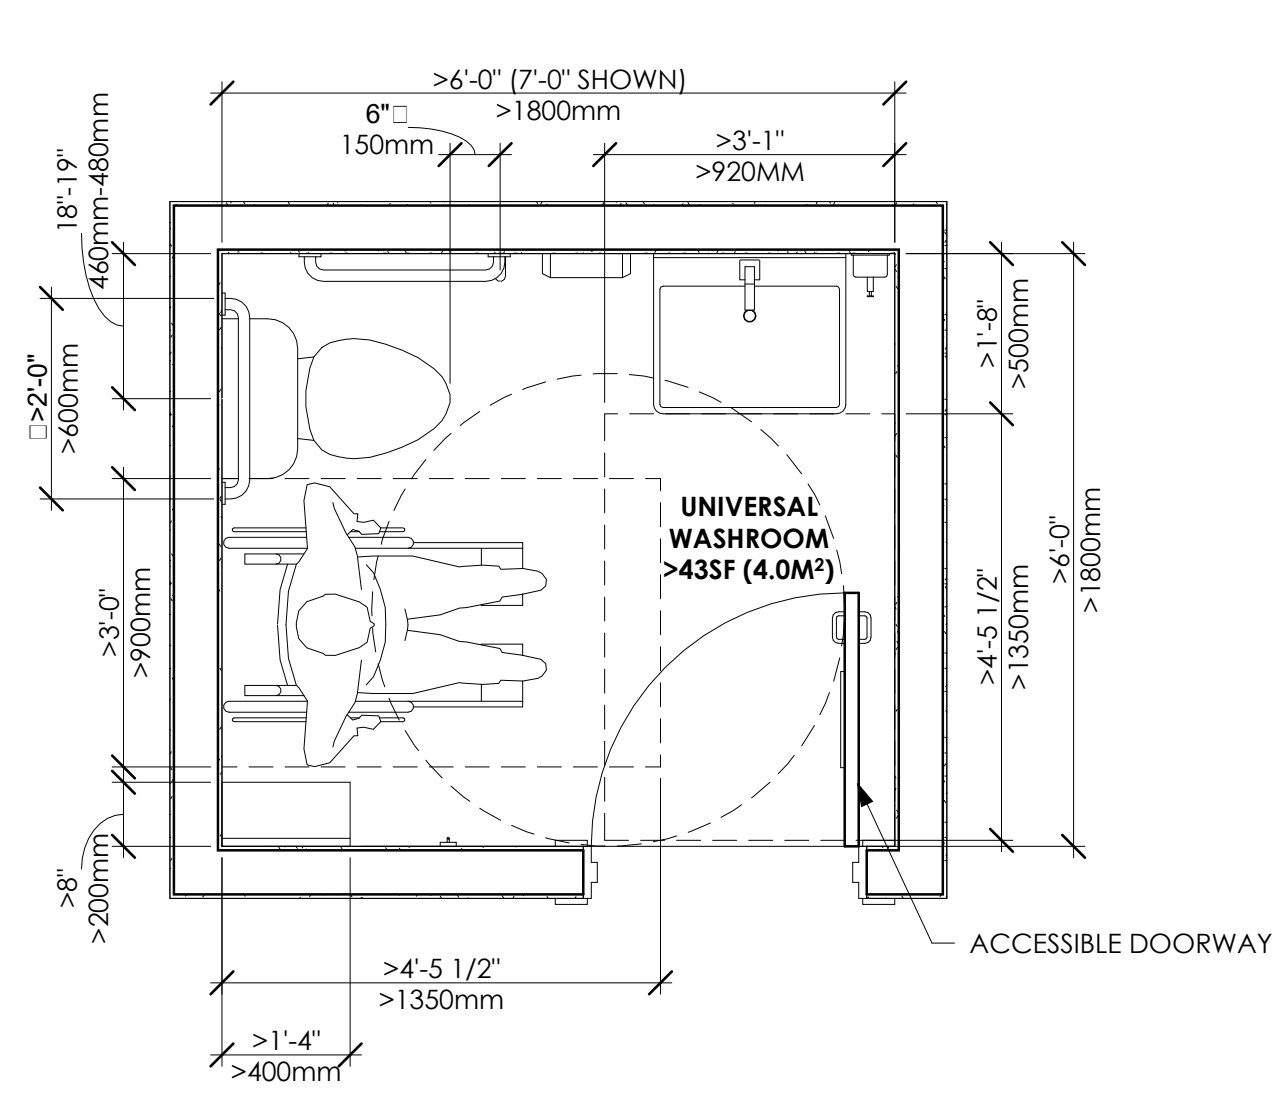 >6'-0" (7'-0" SHOWN)
>1800mm
6"□
150mm
>3'-1"
>920MM
18"-19"
460mm-480mm
□>2'-0"
>600mm
>1'-8"
>500mm
UNIVERSAL
WASHROOM
>43SF (4.0M²)
>6'-0"
>1800mm
>3'-0"
>900mm
>4'-5 1/2"
>1350mm
>8"
>200mm
ACCESSIBLE DOORWAY
>4'-5 1/2"
>1350mm
>1'-4"
>400mm